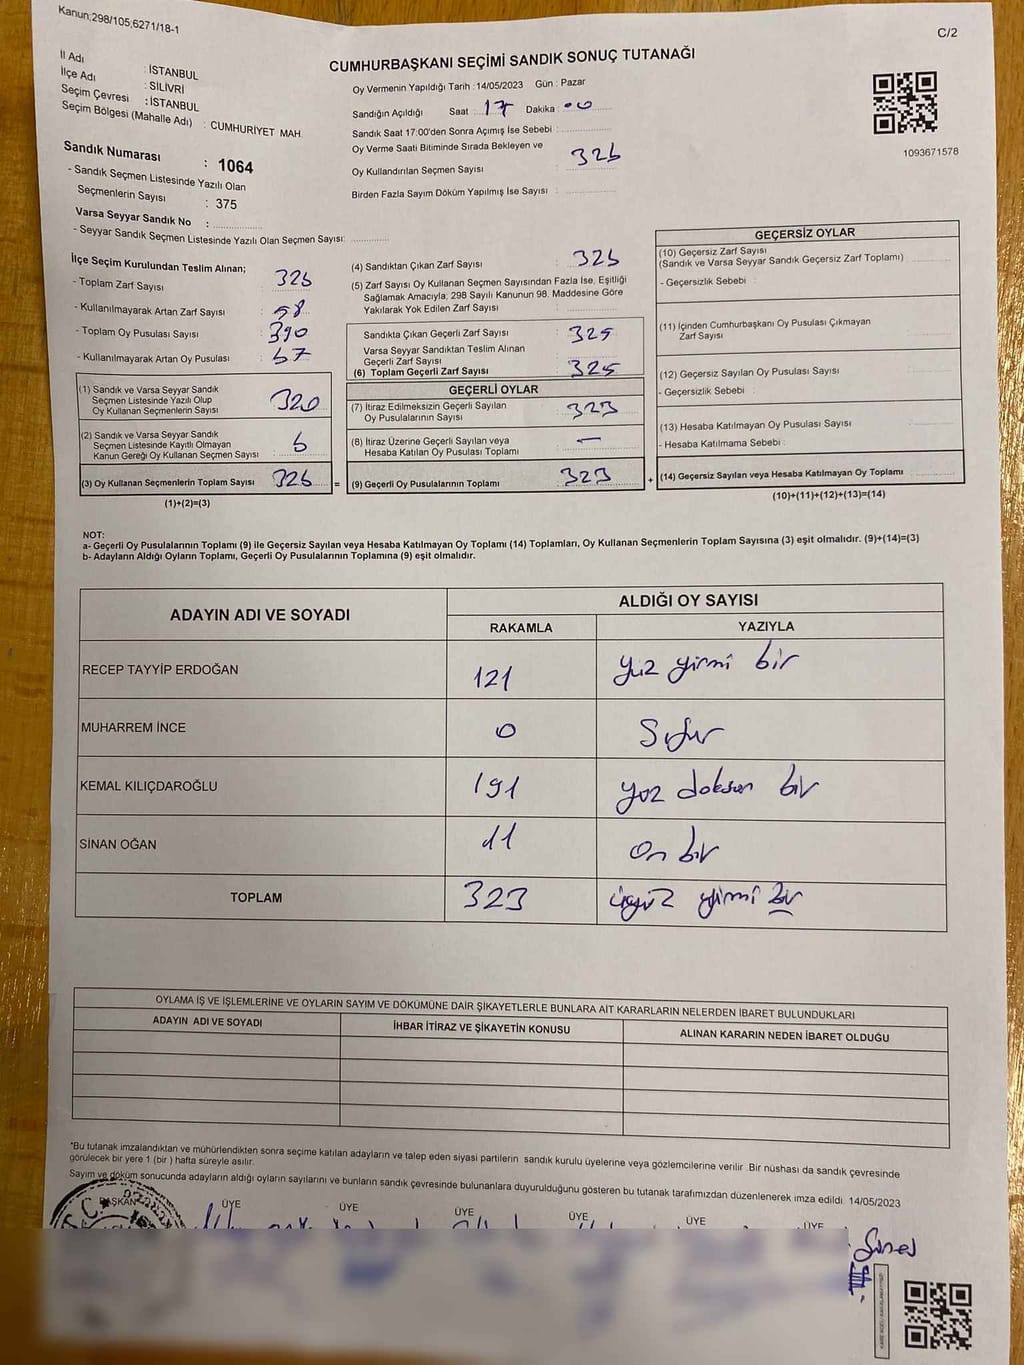 Kanun;298/105,6271/18-1
C/2
CUMHURBAŞKANI SEÇİMİ SANDIK SONUÇ TUTANAĞI
İl Adı : İSTANBUL
İlçe Adı : SİLİVRİ
Seçim Çevresi : İSTANBUL
Seçim Bölgesi (Mahalle Adı) : CUMHURİYET MAH.
Sandık Numarası : 1064
- Sandık Seçmen Listesinde Yazılı Olan
Seçmenlerin Sayısı : 375
Varsa Seyyar Sandık No :
- Seyyar Sandık Seçmen Listesinde Yazılı Olan Seçmen Sayısı:
Oy Vermenin Yapıldığı Tarih : 14/05/2023 Gün : Pazar
Sandığın Açıldığı Saat : 17 Dakika : 00
Sandık Saat 17:00'den Sonra Açımış İse Sebebi :
Oy Verme Saati Bitiminde Sırada Bekleyen ve
Oy Kullandırılan Seçmen Sayısı : 326
Birden Fazla Sayım Döküm Yapılmış İse Sayısı :
1093671578
İlçe Seçim Kurulundan Teslim Alınan;
- Toplam Zarf Sayısı : 326
- Kullanılmayarak Artan Zarf Sayısı : 58
- Toplam Oy Pusulası Sayısı : 390
- Kullanılmayarak Artan Oy Pusulası : 67
(1) Sandık ve Varsa Seyyar Sandık
Seçmen Listesinde Yazılı Olup
Oy Kullanan Seçmenlerin Sayısı : 320
(2) Sandık ve Varsa Seyyar Sandık
Seçmen Listesinde Kayıtlı Olmayan
Kanun Gereği Oy Kullanan Seçmen Sayısı : 6
(3) Oy Kullanan Seçmenlerin Toplam Sayısı : 326 =
(1)+(2)=(3)
(4) Sandıktan Çıkan Zarf Sayısı : 326
(5) Zarf Sayısı Oy Kullanan Seçmen Sayısından Fazla İse, Eşitliği
Sağlamak Amacıyla; 298 Sayılı Kanunun 98. Maddesine Göre
Yakılarak Yok Edilen Zarf Sayısı :
Sandıkta Çıkan Geçerli Zarf Sayısı : 325
Varsa Seyyar Sandıktan Teslim Alınan
Geçerli Zarf Sayısı :
(6) Toplam Geçerli Zarf Sayısı : 325
GEÇERLİ OYLAR
(7) İtiraz Edilmeksizin Geçerli Sayılan
Oy Pusulalarının Sayısı : 323
(8) İtiraz Üzerine Geçerli Sayılan veya
Hesaba Katılan Oy Pusulası Toplamı : —
(9) Geçerli Oy Pusulalarının Toplamı : 323 +
GEÇERSİZ OYLAR
(10) Geçersiz Zarf Sayısı
(Sandık ve Varsa Seyyar Sandık Geçersiz Zarf Toplamı) :
- Geçersizlik Sebebi :
(11) İçinden Cumhurbaşkanı Oy Pusulası Çıkmayan
Zarf Sayısı :
(12) Geçersiz Sayılan Oy Pusulası Sayısı :
- Geçersizlik Sebebi :
(13) Hesaba Katılmayan Oy Pusulası Sayısı :
- Hesaba Katılmama Sebebi :
(14) Geçersiz Sayılan veya Hesaba Katılmayan Oy Toplamı
(10)+(11)+(12)+(13)=(14)
NOT:
a- Geçerli Oy Pusulalarının Toplamı (9) ile Geçersiz Sayılan veya Hesaba Katılmayan Oy Toplamı (14) Toplamları, Oy Kullanan Seçmenlerin Toplam Sayısına (3) eşit olmalıdır. (9)+(14)=(3)
b- Adayların Aldığı Oyların Toplamı, Geçerli Oy Pusulalarının Toplamına (9) eşit olmalıdır.
ADAYIN ADI VE SOYADI
ALDIĞI OY SAYISI
RAKAMLA YAZIYLA
RECEP TAYYİP ERDOĞAN 121 yüz yirmi bir
MUHARREM İNCE 0 Sıfır
KEMAL KILIÇDAROĞLU 191 yüz doksan bir
SİNAN OĞAN 11 On bir
TOPLAM 323 üçyüz yirmi bir
OYLAMA İŞ VE İŞLEMLERİNE VE OYLARIN SAYIM VE DÖKÜMÜNE DAİR ŞİKAYETLERLE BUNLARA AİT KARARLARIN NELERDEN İBARET BULUNDUKLARI
ADAYIN ADI VE SOYADI İHBAR İTİRAZ VE ŞİKAYETİN KONUSU ALINAN KARARIN NEDEN İBARET OLDUĞU
*Bu tutanak imzalandıktan ve mühürlendikten sonra seçime katılan adayların ve talep eden siyasi partilerin sandık kurulu üyelerine veya gözlemcilerine verilir. Bir nüshası da sandık çevresinde
görülecek bir yere 1 (bir ) hafta süreyle asılır.
Sayım ve döküm sonucunda adayların aldığı oyların sayılarını ve bunların sandık çevresinde bulunanlara duyurulduğunu gösteren bu tutanak tarafımızdan düzenlenerek imza edildi. 14/05/2023
BAŞKAN ÜYE ÜYE ÜYE ÜYE ÜYE ÜYE
T.C.